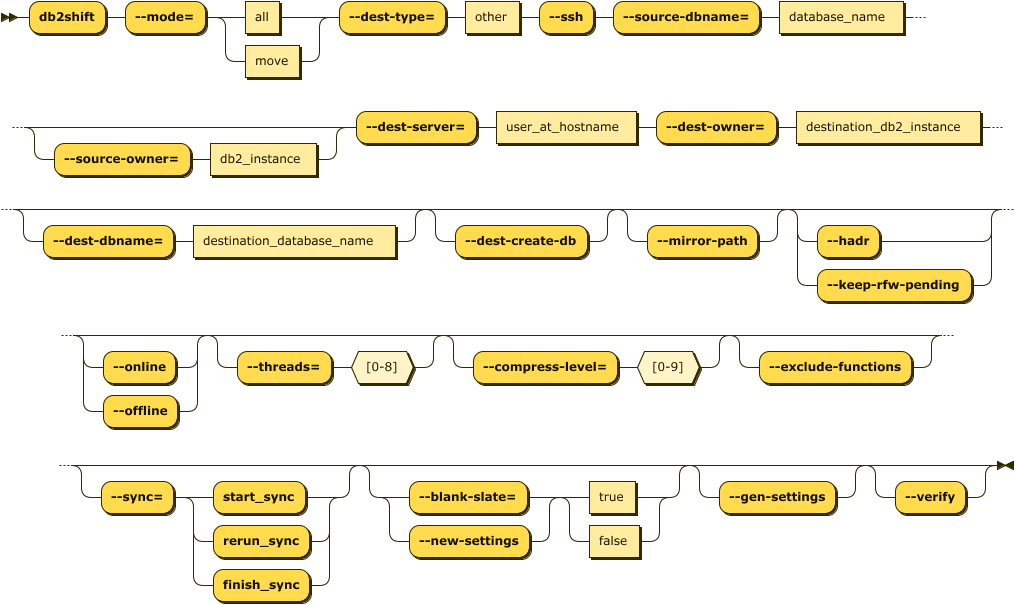 db2shift --mode= all --dest-type= other --ssh --source-dbname= database_name
move
--dest-server= user_at_hostname --dest-owner= destination_db2_instance
--source-owner= db2_instance
--dest-dbname= destination_database_name --dest-create-db --mirror-path --hadr
--keep-rfw-pending
--online --threads= [0-8] --compress-level= [0-9] --exclude-functions
--offline
--sync= start_sync --blank-slate= true --gen-settings --verify
rerun_sync --new-settings false
finish_sync